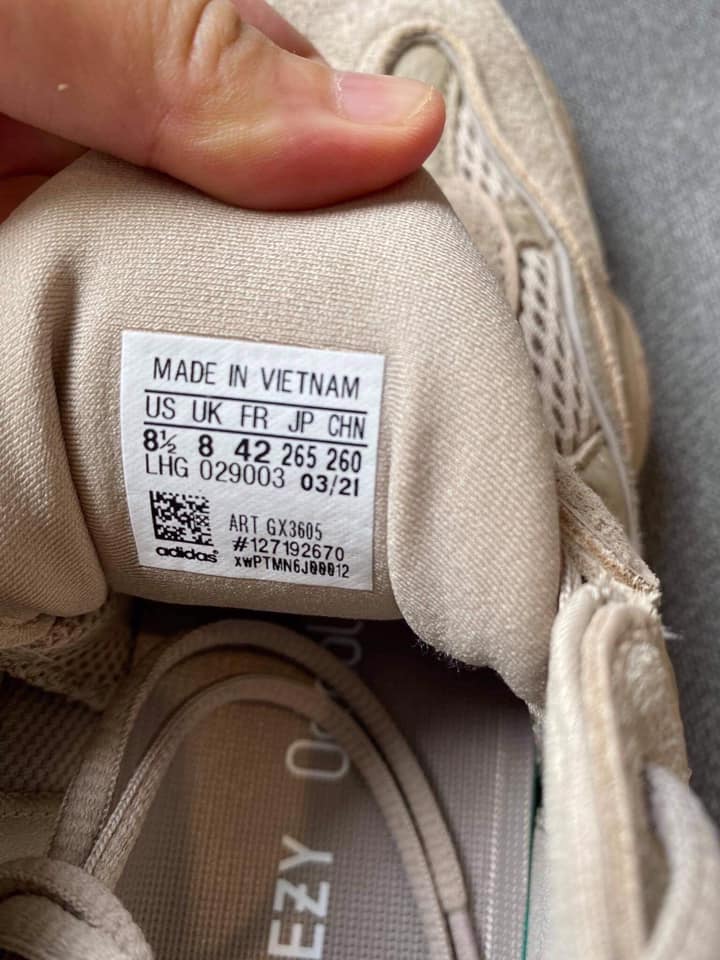 MADE IN VIETNAM
US UK FR JP CHN
8½ 8 42 265 260
LHG 029003 03/21
ART GX3605
#127192670
adidas
xwPTMN6J00012
EZY